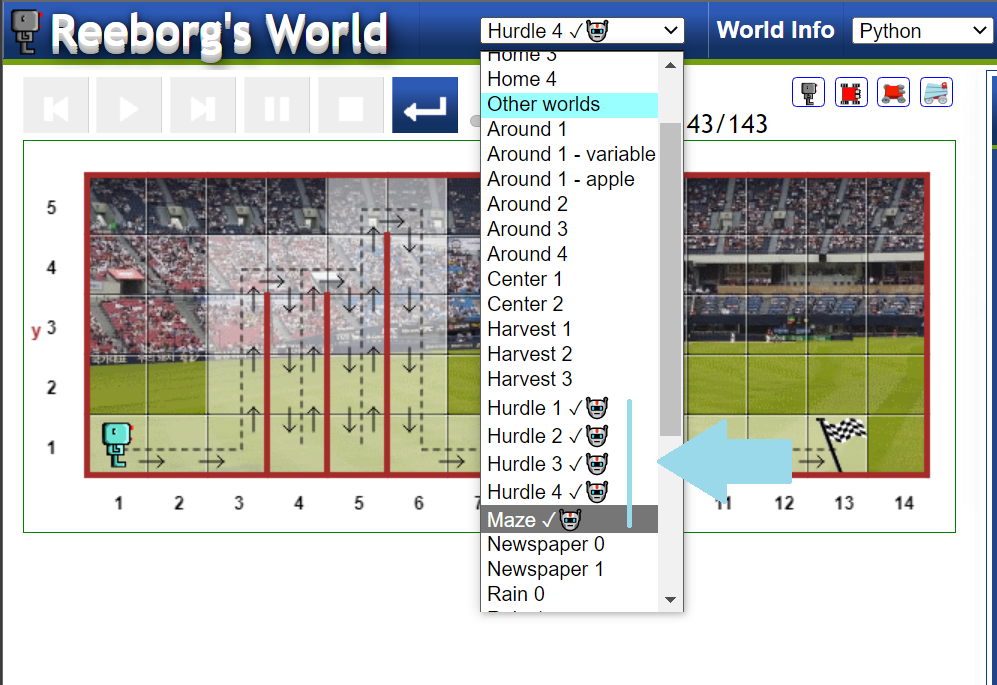 Reeborg's World
Hurdle 4 ✓
World Info
Python
Home 3
Home 4
Other worlds
Around 1
Around 1 - variable
Around 1 - apple
Around 2
Around 3
Around 4
Center 1
Center 2
Harvest 1
Harvest 2
Harvest 3
Hurdle 1 ✓
Hurdle 2 ✓
Hurdle 3 ✓
Hurdle 4 ✓
Maze ✓
Newspaper 0
Newspaper 1
Rain 0
43/143
5
4
y 3
2
1
1 2 3 4 5 6 7 11 12 13 14